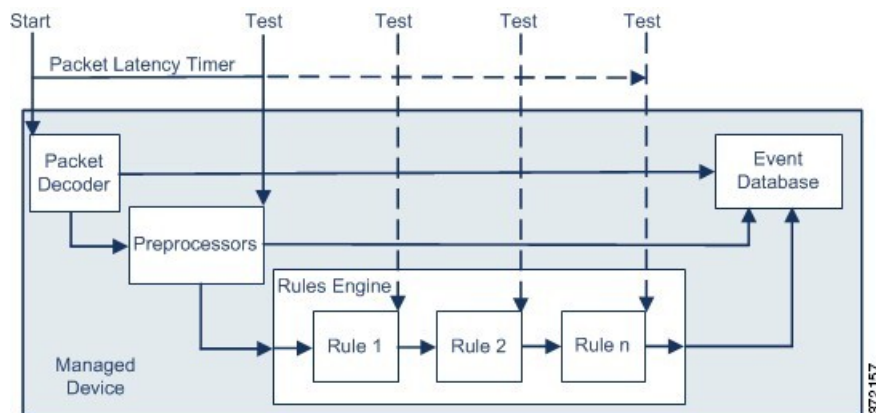 Start
Test
Test
Test
Test
Packet Latency Timer
Packet
Decoder
Event
Database
Preprocessors
Rules Engine
Rule 1
Rule 2
Rule n
Managed
Device
372157